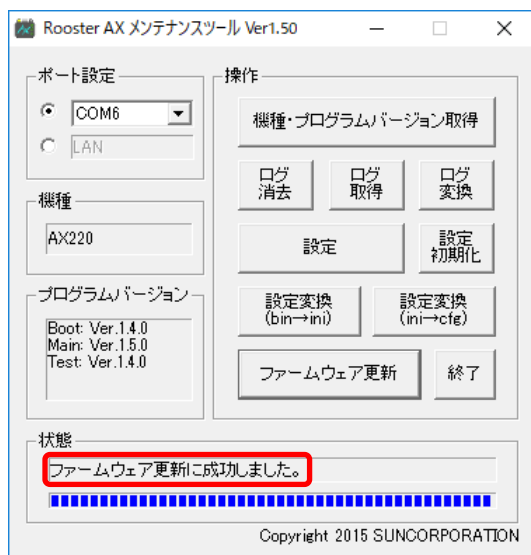 Rooster AX メンテナンスツール Ver1.50
ポート設定
COM6
LAN
機種
AX220
プログラムバージョン
Boot: Ver.1.4.0
Main: Ver.1.5.0
Test: Ver.1.4.0
操作
機種・プログラムバージョン取得
ログ
消去
ログ
取得
ログ
変換
設定
設定
初期化
設定変換
(bin→ini)
設定変換
(ini→cfg)
ファームウェア更新
終了
状態
ファームウェア更新に成功しました。
Copyright 2015 SUNCORPORATION